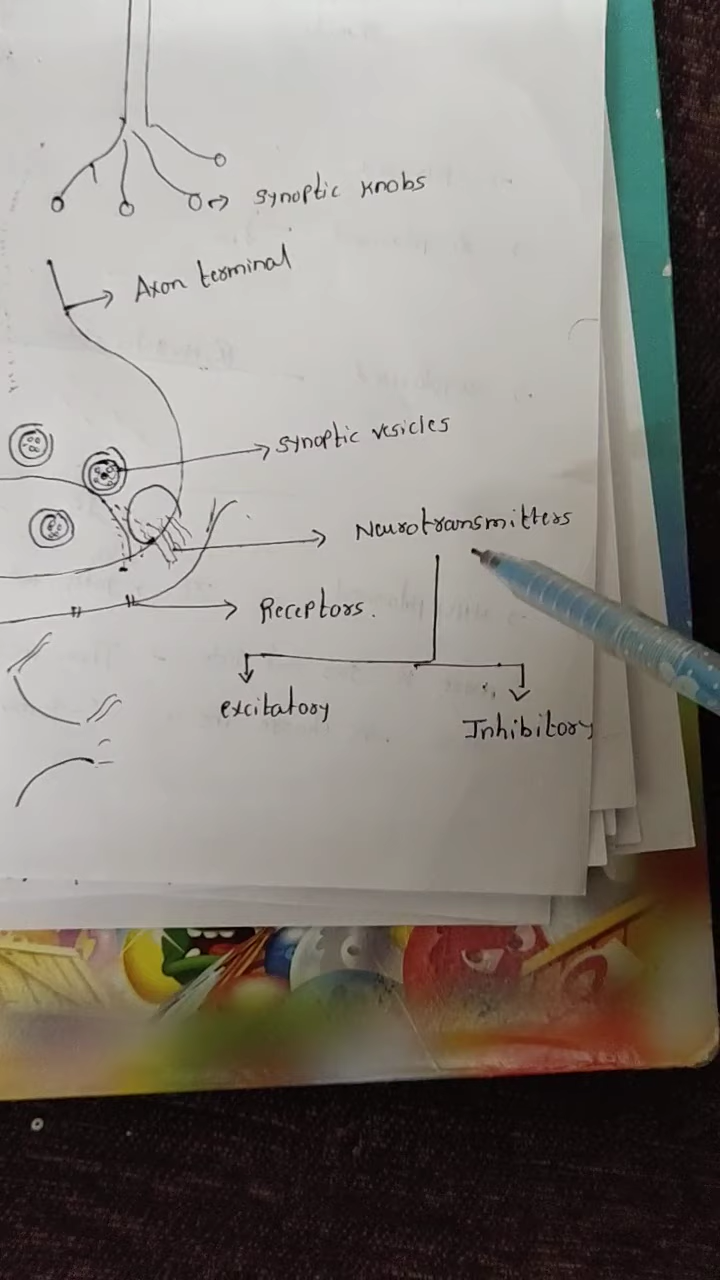 synoptic knobs
Axon terminal
synoptic vesicles
Neurotransmitters
Receptors.
excitatory
Inhibitory